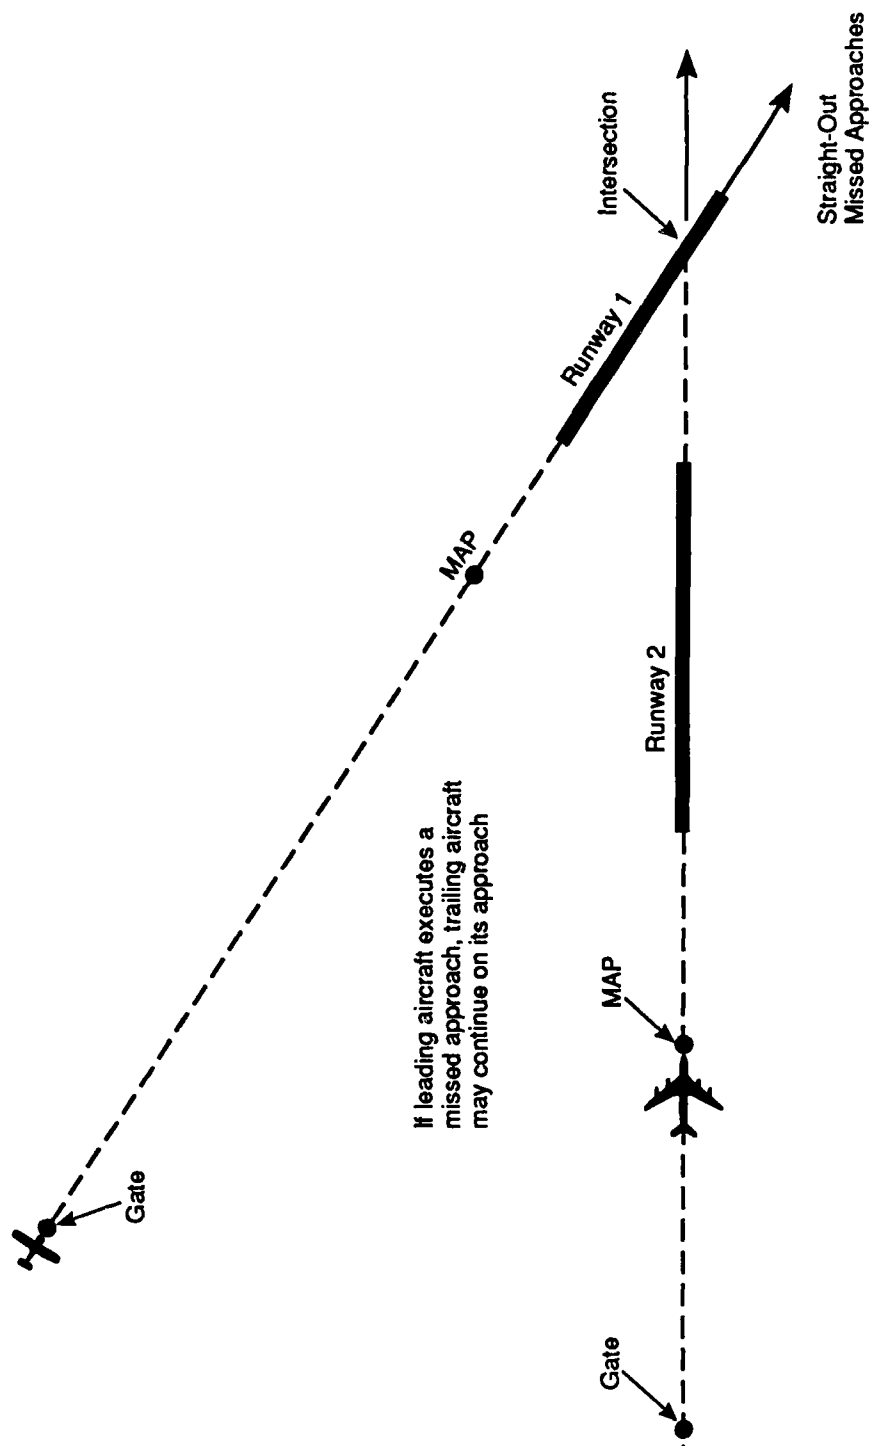 Straight-Out
Missed Approaches
Intersection
Runway 1
MAP
Runway 2
If leading aircraft executes a
missed approach, trailing aircraft
may continue on its approach
MAP
Gate
Gate